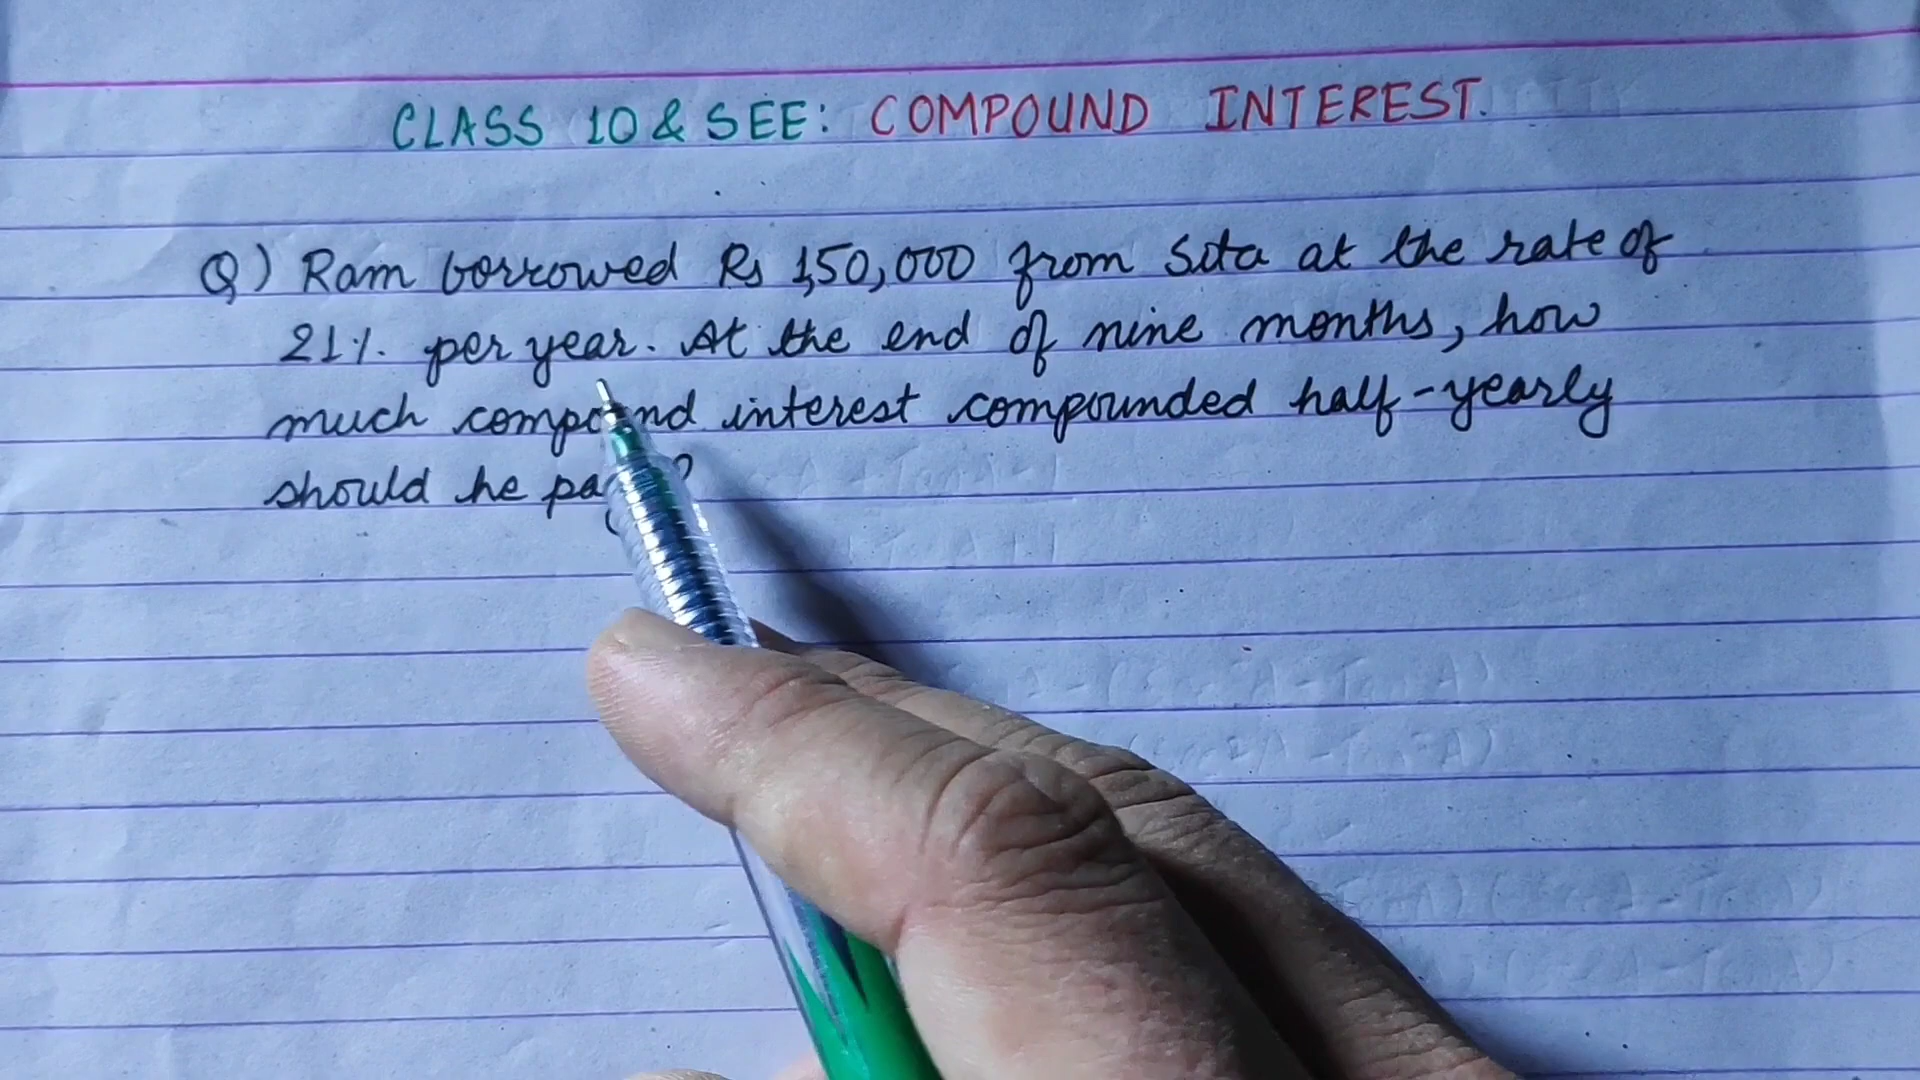 CLASS 10 & SEE: COMPOUND INTEREST.
Q) Ram borrowed Rs 1,50,000 from Sita at the rate of
21%. per year. At the end of nine months, how
much compound interest compounded half-yearly
should he pay?